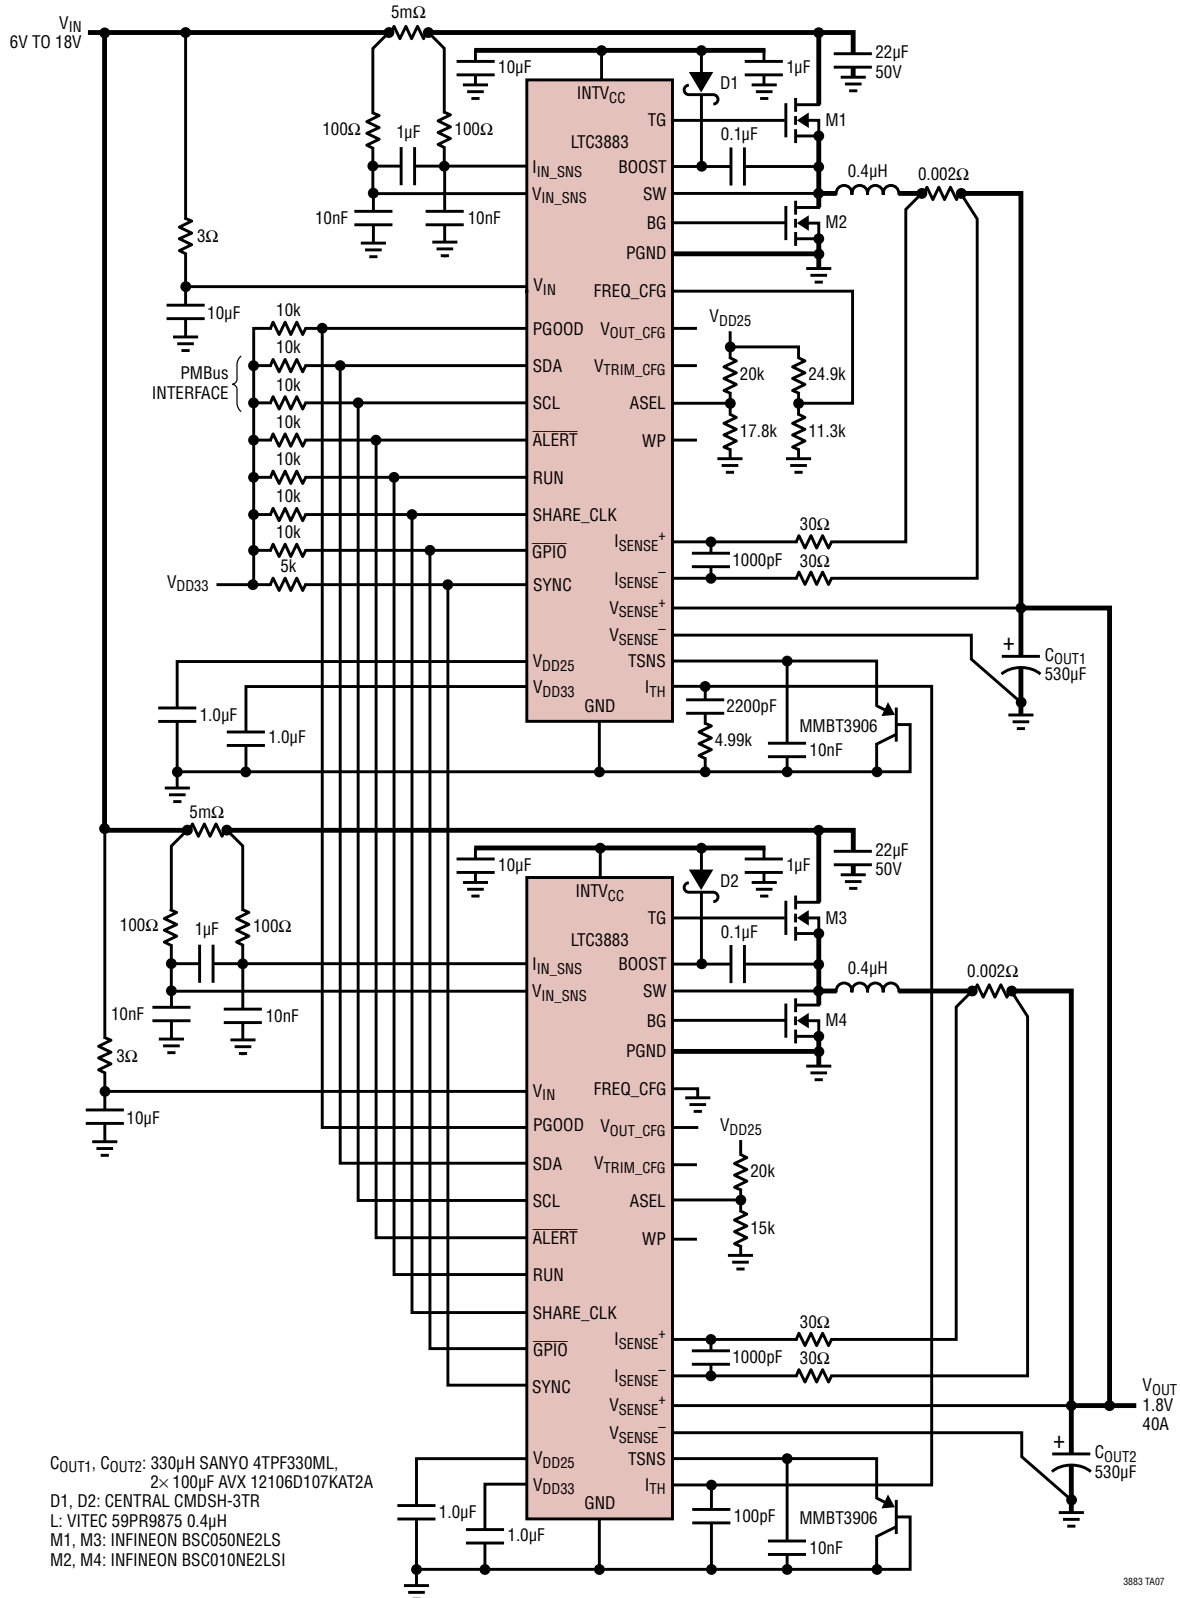 VIN
6V TO 18V
5mΩ
10µF
1µF
22µF
50V
D1
INTVCC
100Ω
1µF
100Ω
LTC3883
TG
M1
0.1µF
IIN_SNS
BOOST
0.4µH
0.002Ω
VIN_SNS
SW
10nF
10nF
BG
M2
3Ω
PGND
VIN
FREQ_CFG
10µF
10k
PGOOD
VOUT_CFG
VDD25
PMBus
INTERFACE
10k
SDA
VTRIM_CFG
20k
24.9k
10k
SCL
ASEL
10k
ALERT
WP
17.8k
11.3k
10k
RUN
10k
SHARE_CLK
ISENSE+
30Ω
10k
GPIO
1000pF
5k
ISENSE–
30Ω
VDD33
SYNC
VSENSE+
VSENSE–
+
COUT1
530µF
VDD25
TSNS
VDD33
ITH
1.0µF
1.0µF
GND
2200pF
4.99k
MMBT3906
10nF
5mΩ
10µF
1µF
22µF
50V
D2
INTVCC
100Ω
1µF
100Ω
LTC3883
TG
M3
0.1µF
IIN_SNS
BOOST
0.4µH
0.002Ω
VIN_SNS
SW
10nF
10nF
BG
M4
3Ω
PGND
VIN
FREQ_CFG
10µF
PGOOD
VOUT_CFG
VDD25
SDA
VTRIM_CFG
20k
SCL
ASEL
15k
ALERT
WP
RUN
SHARE_CLK
ISENSE+
30Ω
GPIO
1000pF
ISENSE–
30Ω
SYNC
VSENSE+
VOUT
1.8V
40A
VSENSE–
+
COUT2
530µF
VDD25
TSNS
VDD33
ITH
1.0µF
1.0µF
GND
100pF
MMBT3906
10nF
COUT1, COUT2: 330µH SANYO 4TPF330ML,
2× 100µF AVX 12106D107KAT2A
D1, D2: CENTRAL CMDSH-3TR
L: VITEC 59PR9875 0.4µH
M1, M3: INFINEON BSC050NE2LS
M2, M4: INFINEON BSC010NE2LSI
3883 TA07